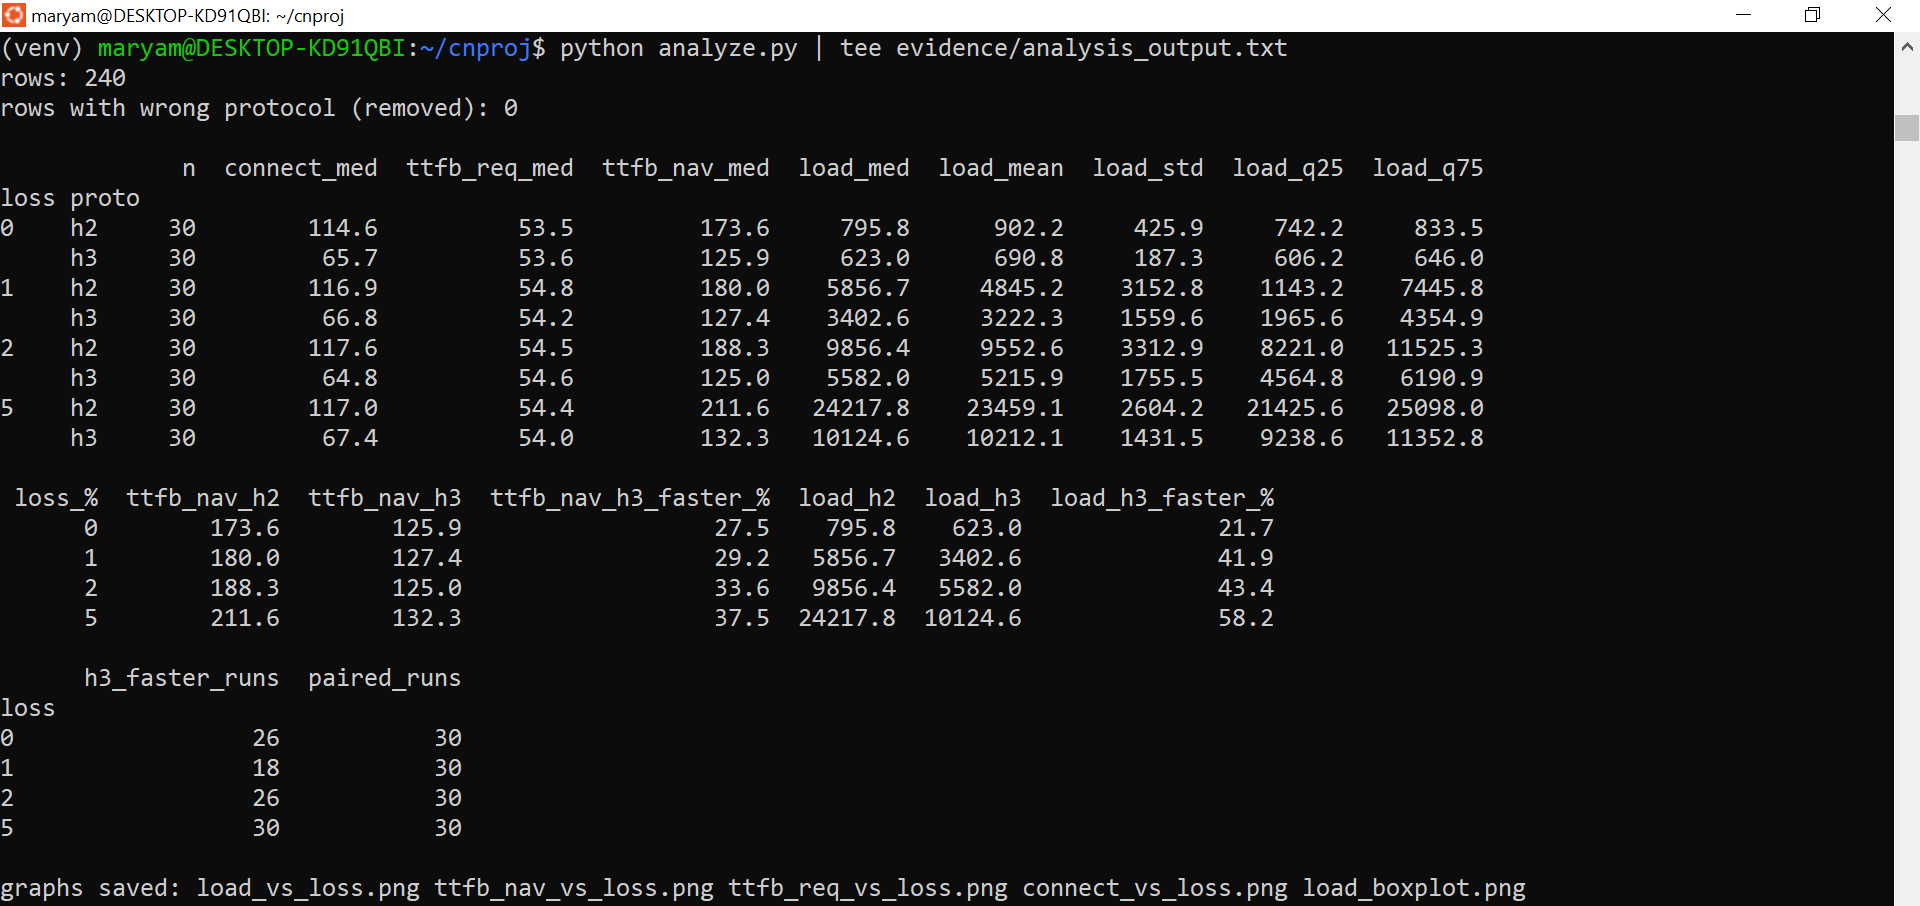 maryam@DESKTOP-KD91QBI: ~/cnproj
(venv) maryam@DESKTOP-KD91QBI:~/cnproj$ python analyze.py | tee evidence/analysis_output.txt
rows: 240
rows with wrong protocol (removed): 0
n connect_med ttfb_req_med ttfb_nav_med load_med load_mean load_std load_q25 load_q75
loss proto
0 h2 30 114.6 53.5 173.6 795.8 902.2 425.9 742.2 833.5
h3 30 65.7 53.6 125.9 623.0 690.8 187.3 606.2 646.0
1 h2 30 116.9 54.8 180.0 5856.7 4845.2 3152.8 1143.2 7445.8
h3 30 66.8 54.2 127.4 3402.6 3222.3 1559.6 1965.6 4354.9
2 h2 30 117.6 54.5 188.3 9856.4 9552.6 3312.9 8221.0 11525.3
h3 30 64.8 54.6 125.0 5582.0 5215.9 1755.5 4564.8 6190.9
5 h2 30 117.0 54.4 211.6 24217.8 23459.1 2604.2 21425.6 25098.0
h3 30 67.4 54.0 132.3 10124.6 10212.1 1431.5 9238.6 11352.8
loss_% ttfb_nav_h2 ttfb_nav_h3 ttfb_nav_h3_faster_% load_h2 load_h3 load_h3_faster_%
0 173.6 125.9 27.5 795.8 623.0 21.7
1 180.0 127.4 29.2 5856.7 3402.6 41.9
2 188.3 125.0 33.6 9856.4 5582.0 43.4
5 211.6 132.3 37.5 24217.8 10124.6 58.2
h3_faster_runs paired_runs
loss
0 26 30
1 18 30
2 26 30
5 30 30
graphs saved: load_vs_loss.png ttfb_nav_vs_loss.png ttfb_req_vs_loss.png connect_vs_loss.png load_boxplot.png